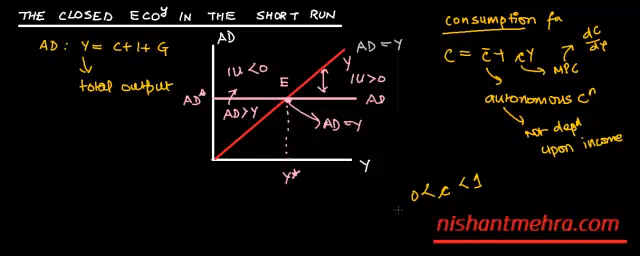 THE CLOSED ECOy IN THE SHORT RUN
AD: Y = C+I+G
total output
AD
AD = Y
Y
IU < 0
E
IU > 0
AD*
AD
AD > Y
AD = Y
Y*
Y
consumption fn
C = c̄ + cY
dC/dY
MPC
autonomous Cn
Not depd
upon income
0 < c < 1
nishantmehra.com